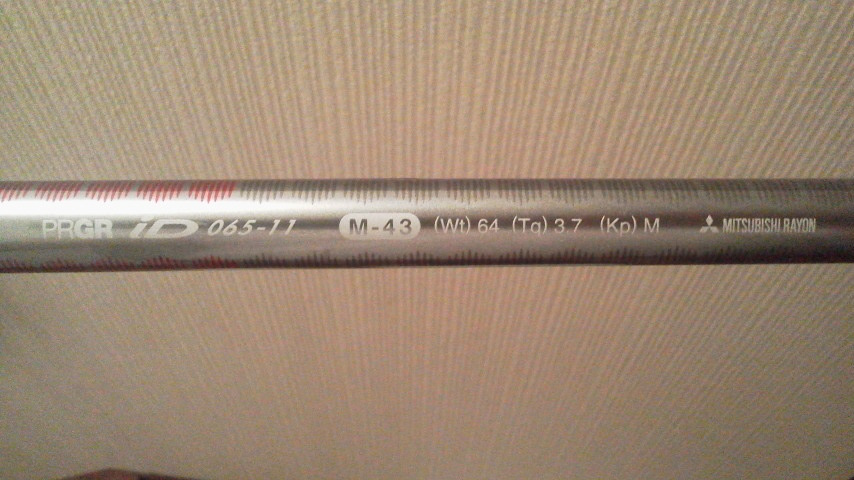 PRGR iD 065-11 M-43 (Wt) 64 (Tq) 3.7 (Kp) M MITSUBISHI RAYON